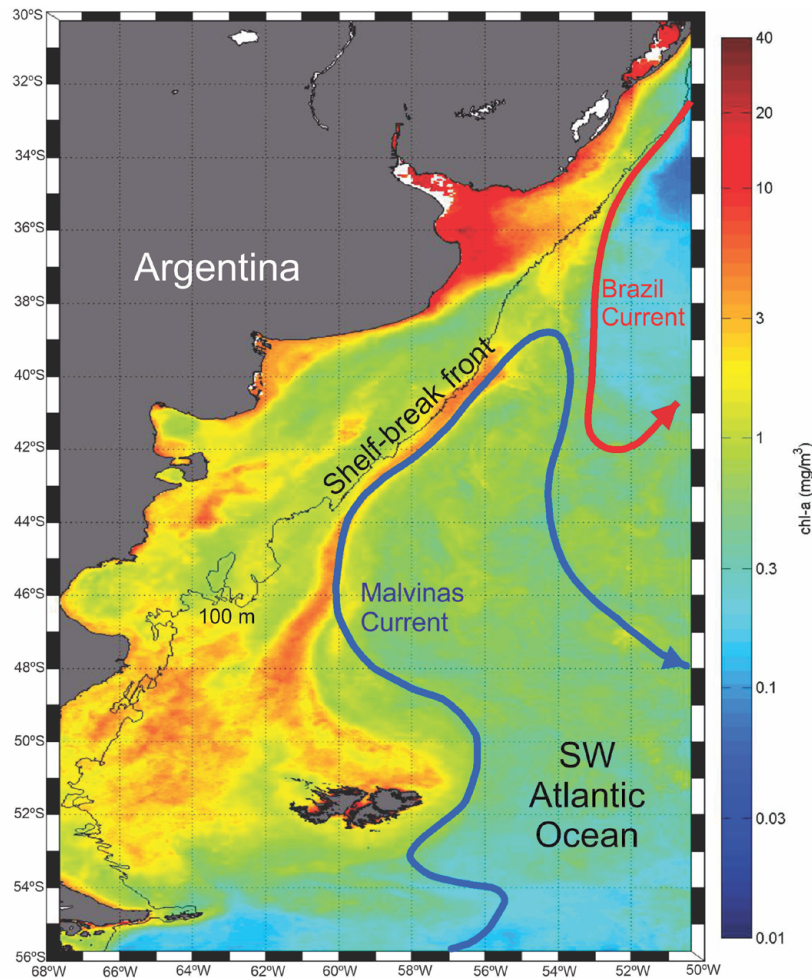 30°S
32°S
34°S
36°S
38°S
40°S
42°S
44°S
46°S
48°S
50°S
52°S
54°S
56°S
68°W
66°W
64°W
62°W
60°W
58°W
56°W
54°W
52°W
50°W
Argentina
Brazil
Current
Shelf-break front
100 m
Malvinas
Current
SW
Atlantic
Ocean
40
20
10
3
1
0.3
0.1
0.03
0.01
chl-a (mg/m³)